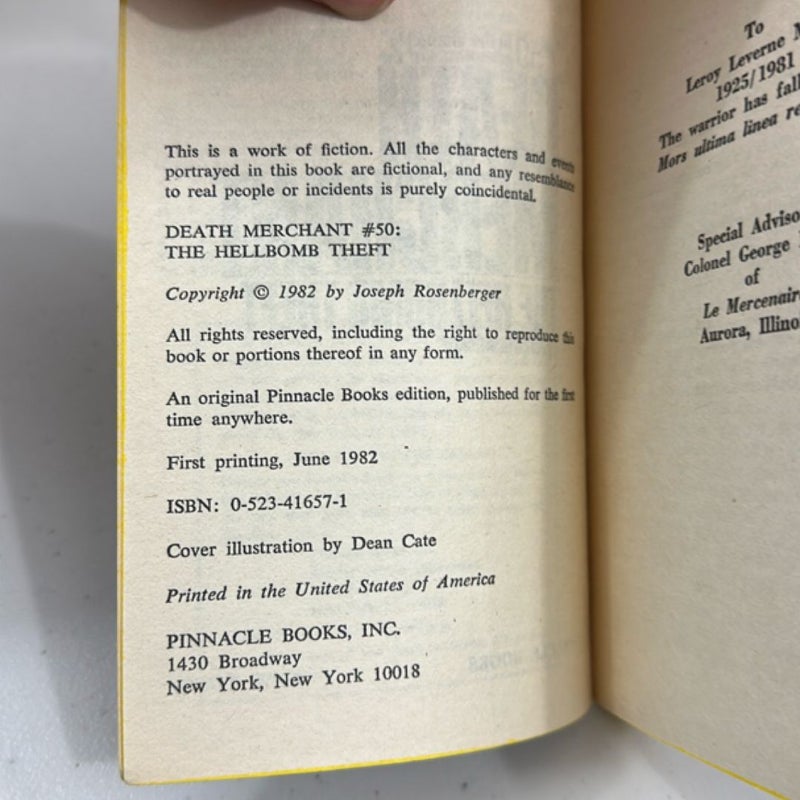 This is a work of fiction. All the characters and events
portrayed in this book are fictional, and any resemblance
to real people or incidents is purely coincidental.
DEATH MERCHANT #50:
THE HELLBOMB THEFT
Copyright © 1982 by Joseph Rosenberger
All rights reserved, including the right to reproduce this
book or portions thereof in any form.
An original Pinnacle Books edition, published for the first
time anywhere.
First printing, June 1982
ISBN: 0-523-41657-1
Cover illustration by Dean Cate
Printed in the United States of America
PINNACLE BOOKS, INC.
1430 Broadway
New York, New York 10018
To
Leroy Leverne
1925/1981
The warrior has
Mors ultima linea
Special
Colonel George
of
Le
Aurora,